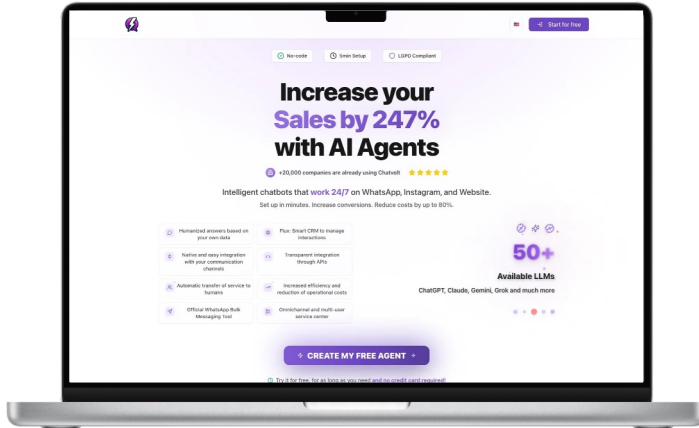 Start for free
No-code
5min Setup
LGPD Compliant
Increase your
Sales by 247%
with AI Agents
+20,000 companies are already using Chatvolt
Intelligent chatbots that work 24/7 on WhatsApp, Instagram, and Website.
Set up in minutes. Increase conversions. Reduce costs by up to 80%.
Humanized answers based on
your own data
Flux: Smart CRM to manage
interactions
Native and easy integration
with your communication
channels
Transparent integration
through APIs
Automatic transfer of service to
humans
Increased efficiency and
reduction of operational costs
Official WhatsApp Bulk
Messaging Tool
Omnichannel and multi-user
service center
50+
Available LLMs
ChatGPT, Claude, Gemini, Grok and much more
CREATE MY FREE AGENT
Try it for free, for as long as you need and no credit card required!